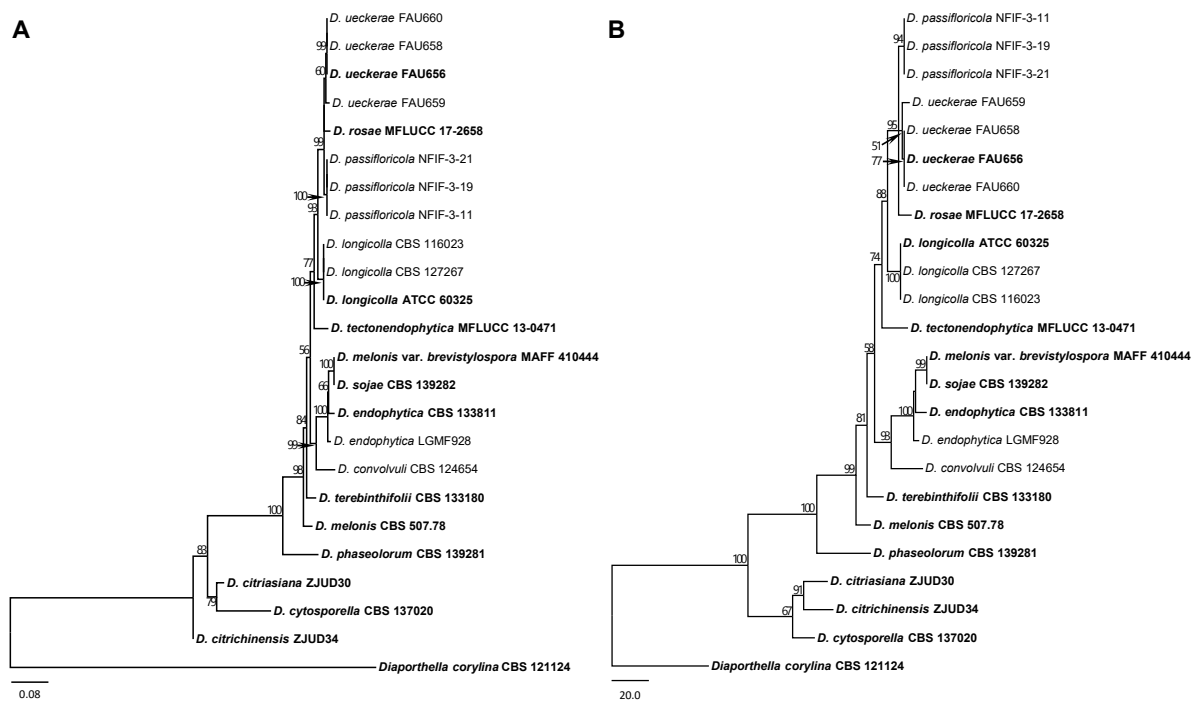 A
D. ueckerae FAU660
99
D. ueckerae FAU658
60
D. ueckerae FAU656
D. ueckerae FAU659
D. rosae MFLUCC 17-2658
99
D. passifloricola NFIF-3-21
D. passifloricola NFIF-3-19
100
D. passifloricola NFIF-3-11
93
D. longicolla CBS 116023
77
D. longicolla CBS 127267
100
D. longicolla ATCC 60325
D. tectonendophytica MFLUCC 13-0471
56
D. melonis var. brevistylospora MAFF 410444
100
D. sojae CBS 139282
66
D. endophytica CBS 133811
100
84
D. endophytica LGMF928
99
D. convolvuli CBS 124654
98
D. terebinthifolii CBS 133180
100
D. melonis CBS 507.78
83
D. phaseolorum CBS 139281
D. citriasiana ZJUD30
79
D. cytosporella CBS 137020
D. citrichinensis ZJUD34
Diaporthella corylina CBS 121124
0.08
B
D. passifloricola NFIF-3-11
94
D. passifloricola NFIF-3-19
D. passifloricola NFIF-3-21
D. ueckerae FAU659
95
D. ueckerae FAU658
51
D. ueckerae FAU656
77
D. ueckerae FAU660
88
D. rosae MFLUCC 17-2658
D. longicolla ATCC 60325
74
D. longicolla CBS 127267
100
D. longicolla CBS 116023
D. tectonendophytica MFLUCC 13-0471
58
D. melonis var. brevistylospora MAFF 410444
99
D. sojae CBS 139282
D. endophytica CBS 133811
100
81
D. endophytica LGMF928
93
D. convolvuli CBS 124654
99
D. terebinthifolii CBS 133180
100
D. melonis CBS 507.78
D. phaseolorum CBS 139281
100
D. citriasiana ZJUD30
91
D. citrichinensis ZJUD34
67
D. cytosporella CBS 137020
Diaporthella corylina CBS 121124
20.0